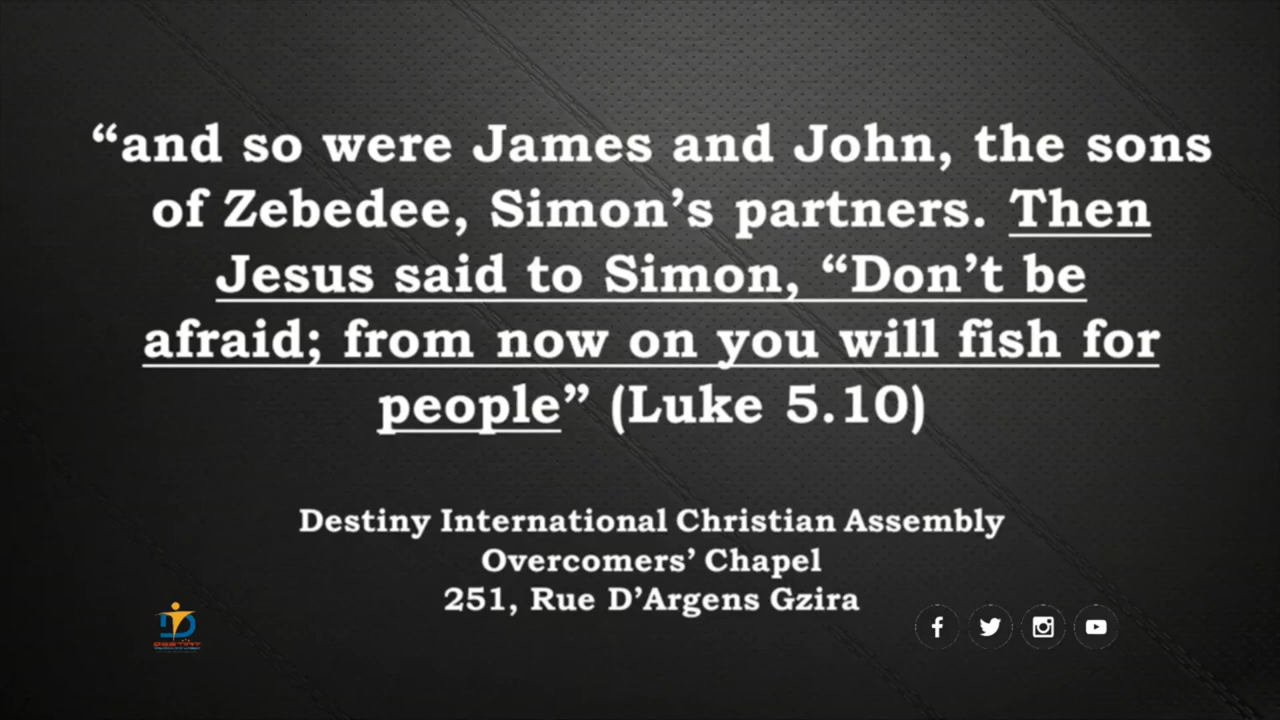 “and so were James and John, the sons
of Zebedee, Simon’s partners. Then
Jesus said to Simon, “Don’t be
afraid; from now on you will fish for
people” (Luke 5.10)
Destiny International Christian Assembly
Overcomers’ Chapel
251, Rue D’Argens Gzira
DESTINY